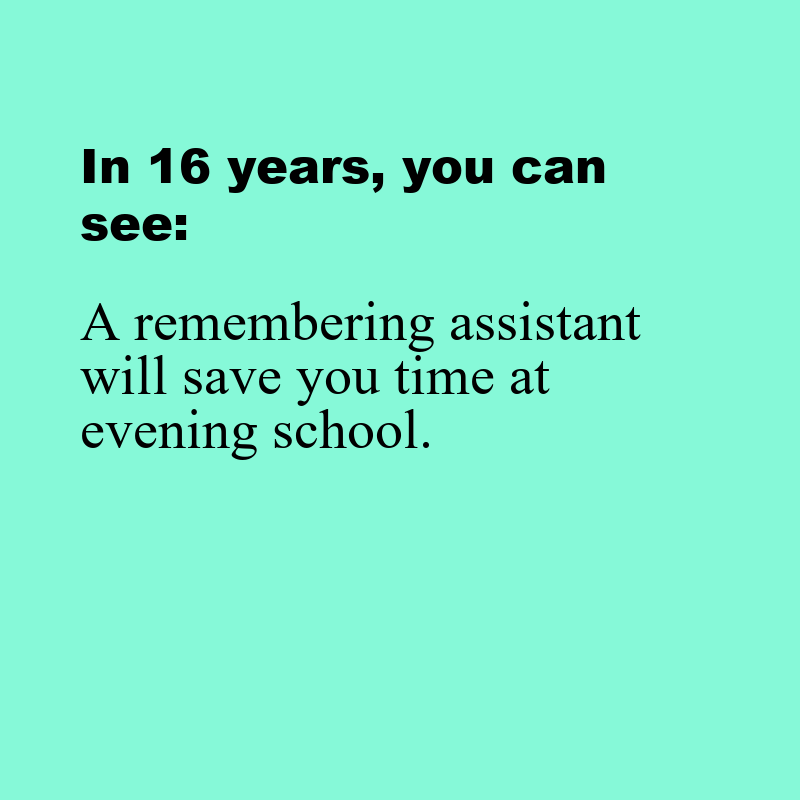 In 16 years, you can
see:
A remembering assistant
will save you time at
evening school.